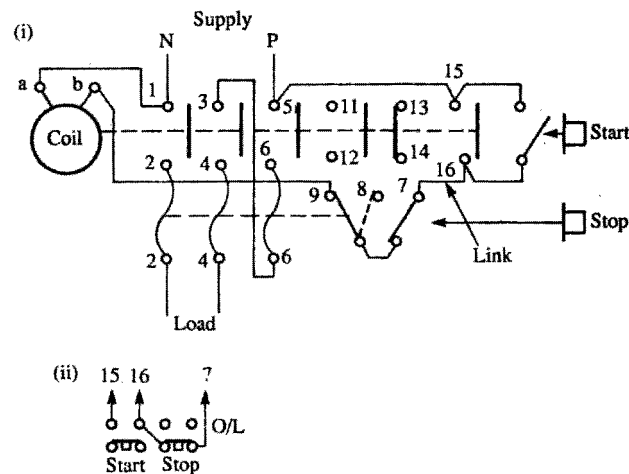 (i)
Supply
N P
a b 1 3 5 11 13 15
Coil
Start
2 4 6 12 14 16
9 8 7
Stop
2 4 6
Link
Load
(ii)
15 16 7
O/L
Start Stop